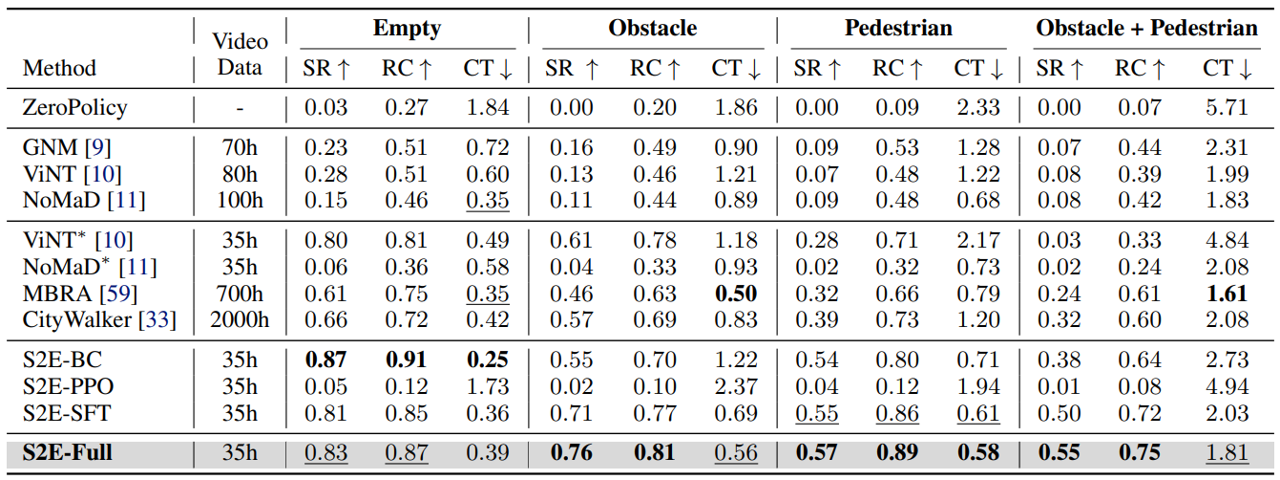 Method Video Data Empty Obstacle Pedestrian Obstacle + Pedestrian
SR ↑ RC ↑ CT ↓ SR ↑ RC ↑ CT ↓ SR ↑ RC ↑ CT ↓ SR ↑ RC ↑ CT ↓
ZeroPolicy - 0.03 0.27 1.84 0.00 0.20 1.86 0.00 0.09 2.33 0.00 0.07 5.71
GNM [9] 70h 0.23 0.51 0.72 0.16 0.49 0.90 0.09 0.53 1.28 0.07 0.44 2.31
ViNT [10] 80h 0.28 0.51 0.60 0.13 0.46 1.21 0.07 0.48 1.22 0.08 0.39 1.99
NoMaD [11] 100h 0.15 0.46 0.35 0.11 0.44 0.89 0.09 0.48 0.68 0.08 0.42 1.83
ViNT* [10] 35h 0.80 0.81 0.49 0.61 0.78 1.18 0.28 0.71 2.17 0.03 0.33 4.84
NoMaD* [11] 35h 0.06 0.36 0.58 0.04 0.33 0.93 0.02 0.32 0.73 0.02 0.24 2.08
MBRA [59] 700h 0.61 0.75 0.35 0.46 0.63 0.50 0.32 0.66 0.79 0.24 0.61 1.61
CityWalker [33] 2000h 0.66 0.72 0.42 0.57 0.69 0.83 0.39 0.73 1.20 0.32 0.60 2.08
S2E-BC 35h 0.87 0.91 0.25 0.55 0.70 1.22 0.54 0.80 0.71 0.38 0.64 2.73
S2E-PPO 35h 0.05 0.12 1.73 0.02 0.10 2.37 0.04 0.12 1.94 0.01 0.08 4.94
S2E-SFT 35h 0.81 0.85 0.36 0.71 0.77 0.69 0.55 0.86 0.61 0.50 0.72 2.03
S2E-Full 35h 0.83 0.87 0.39 0.76 0.81 0.56 0.57 0.89 0.58 0.55 0.75 1.81